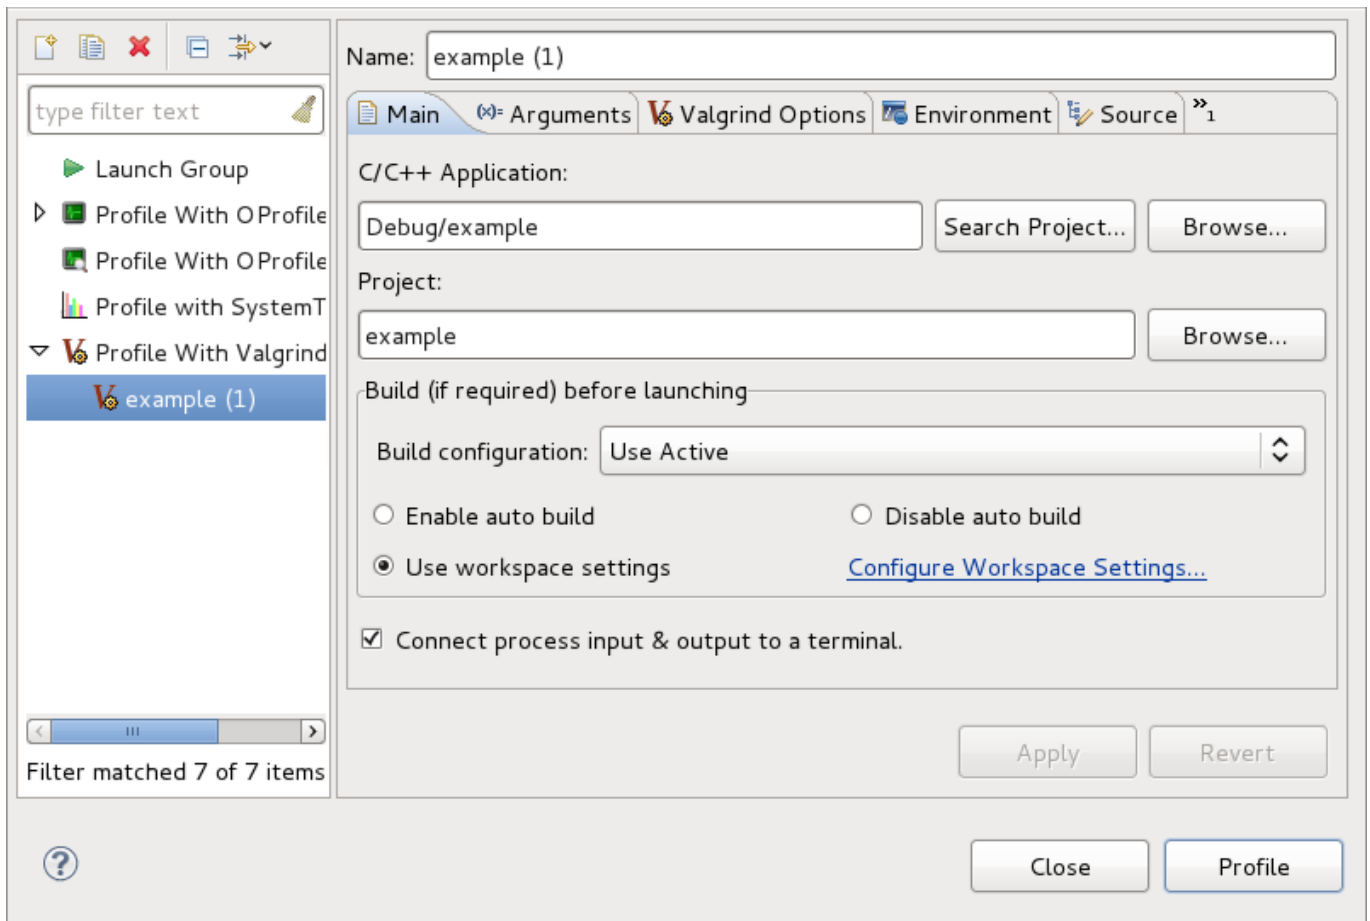 Name: example (1)
type filter text
Main (x)= Arguments Valgrind Options Environment Source »1
Launch Group
Profile With OProfile
Profile With OProfile
Profile with SystemT
Profile With Valgrind
example (1)
C/C++ Application:
Debug/example Search Project... Browse...
Project:
example Browse...
Build (if required) before launching
Build configuration: Use Active
Enable auto build Disable auto build
Use workspace settings Configure Workspace Settings...
Connect process input & output to a terminal.
Filter matched 7 of 7 items
Apply Revert
? Close Profile